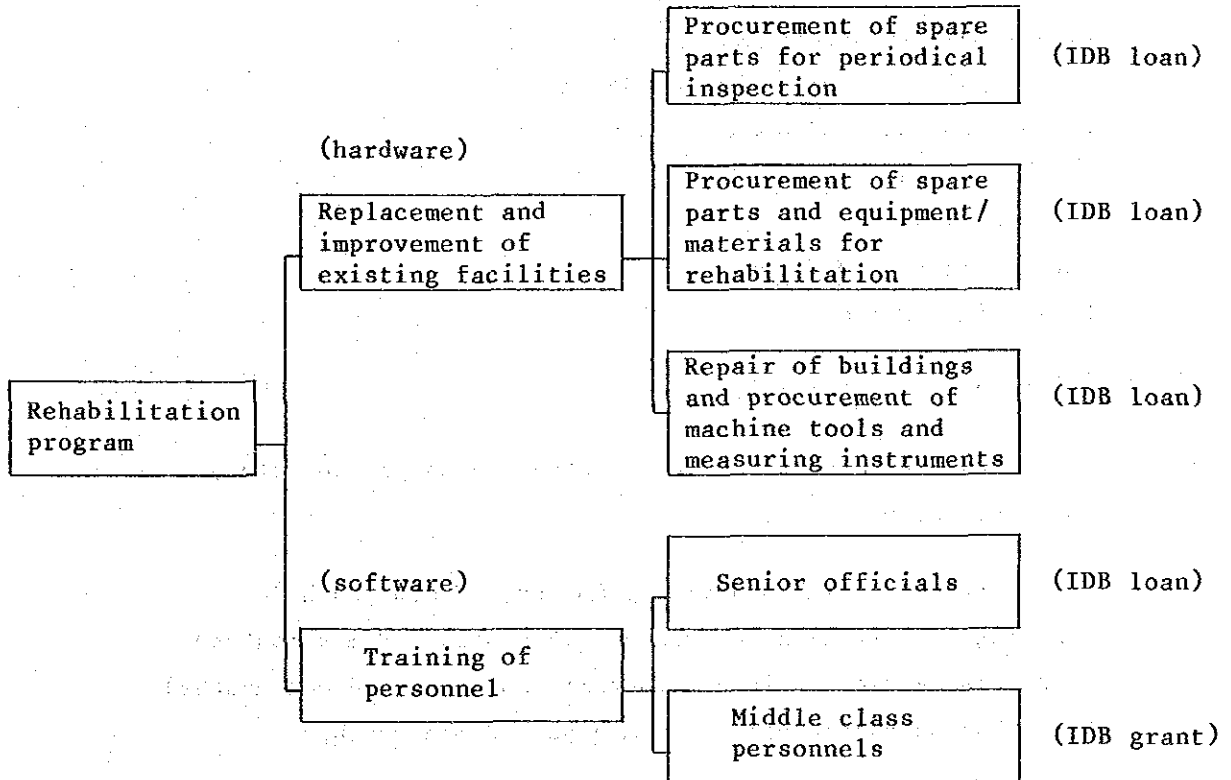 Procurement of spare
parts for periodical
inspection
(IDB loan)
(hardware)
Replacement and
improvement of
existing facilities
Procurement of spare
parts and equipment/
materials for
rehabilitation
(IDB loan)
Repair of buildings
and procurement of
machine tools and
measuring instruments
(IDB loan)
Rehabilitation
program
(software)
Training of
personnel
Senior officials
(IDB loan)
Middle class
personnels
(IDB grant)